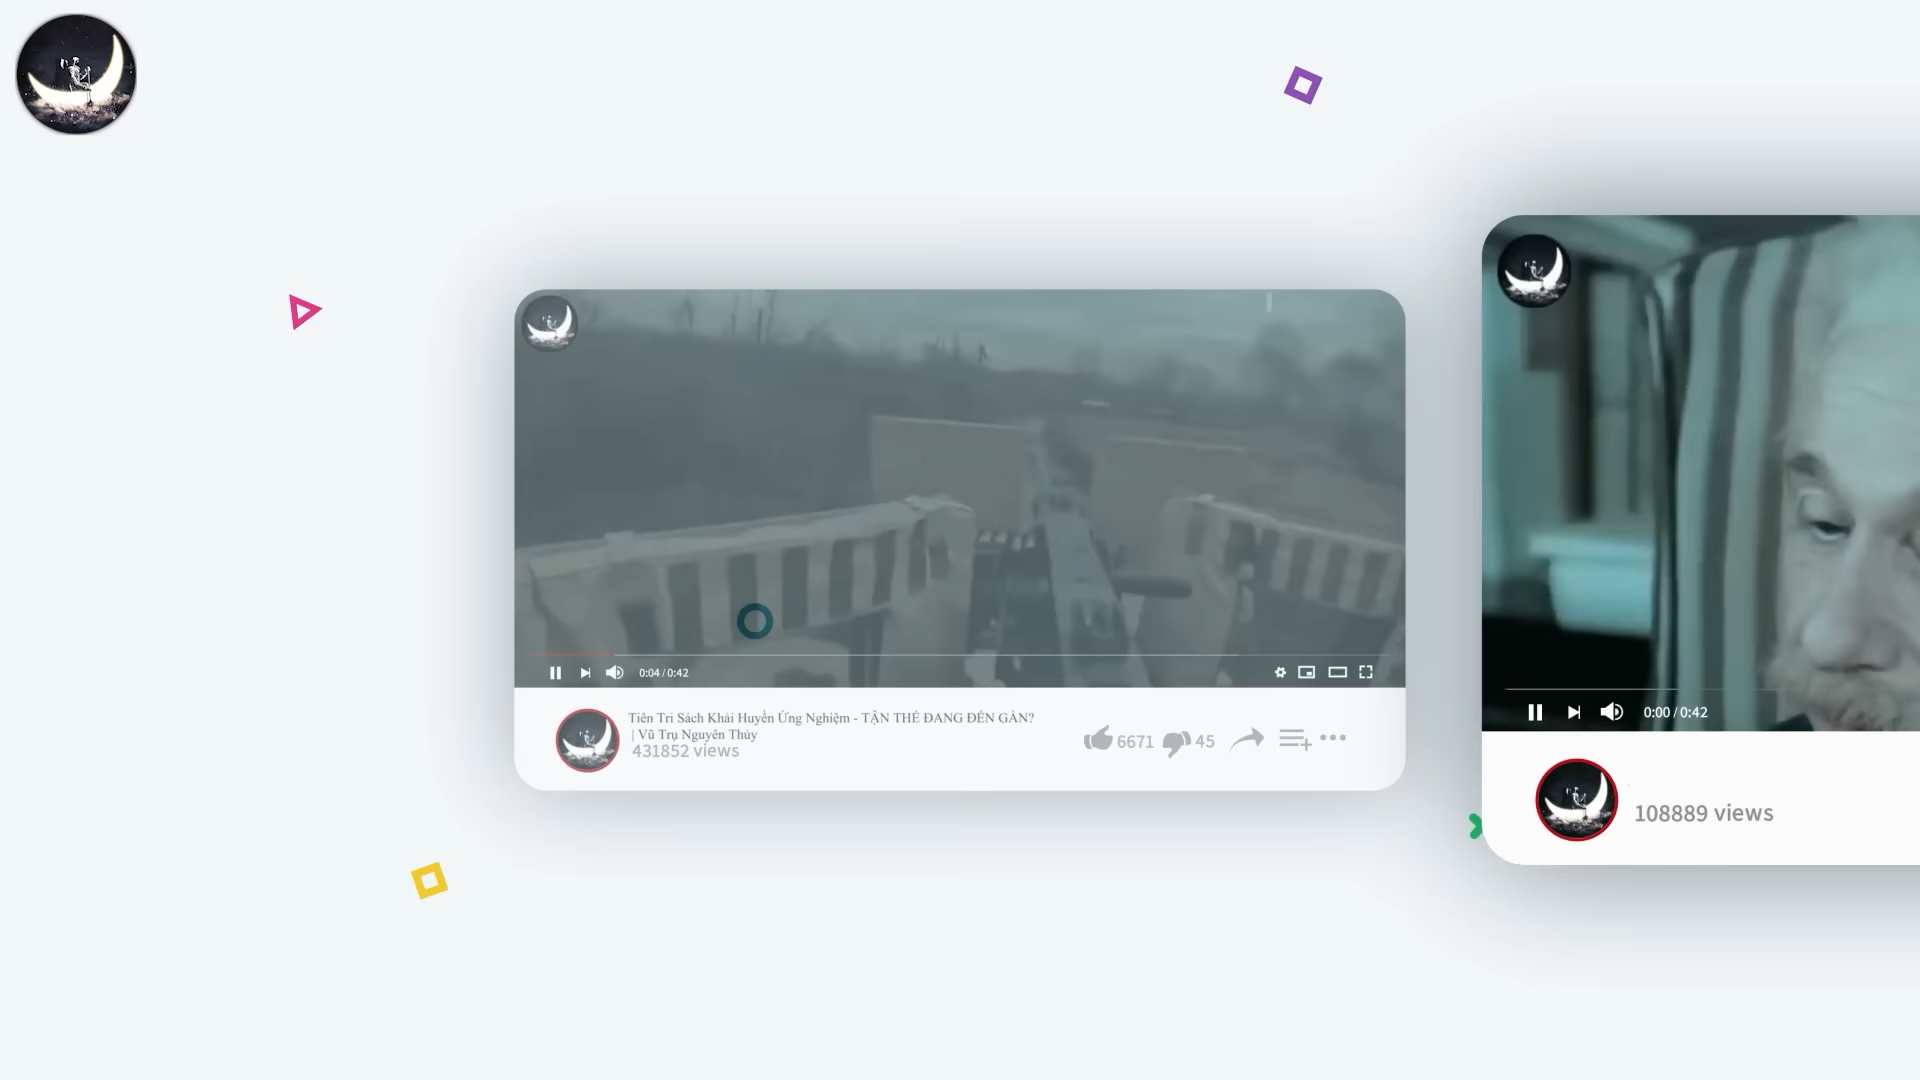 0:04 / 0:42
Tiên Tri Sách Khải Huyền Ứng Nghiệm - TẬN THẾ ĐANG ĐẾN GẦN?
| Vũ Trụ Nguyên Thủy
431852 views
6671
45
0:00 / 0:42
108889 views